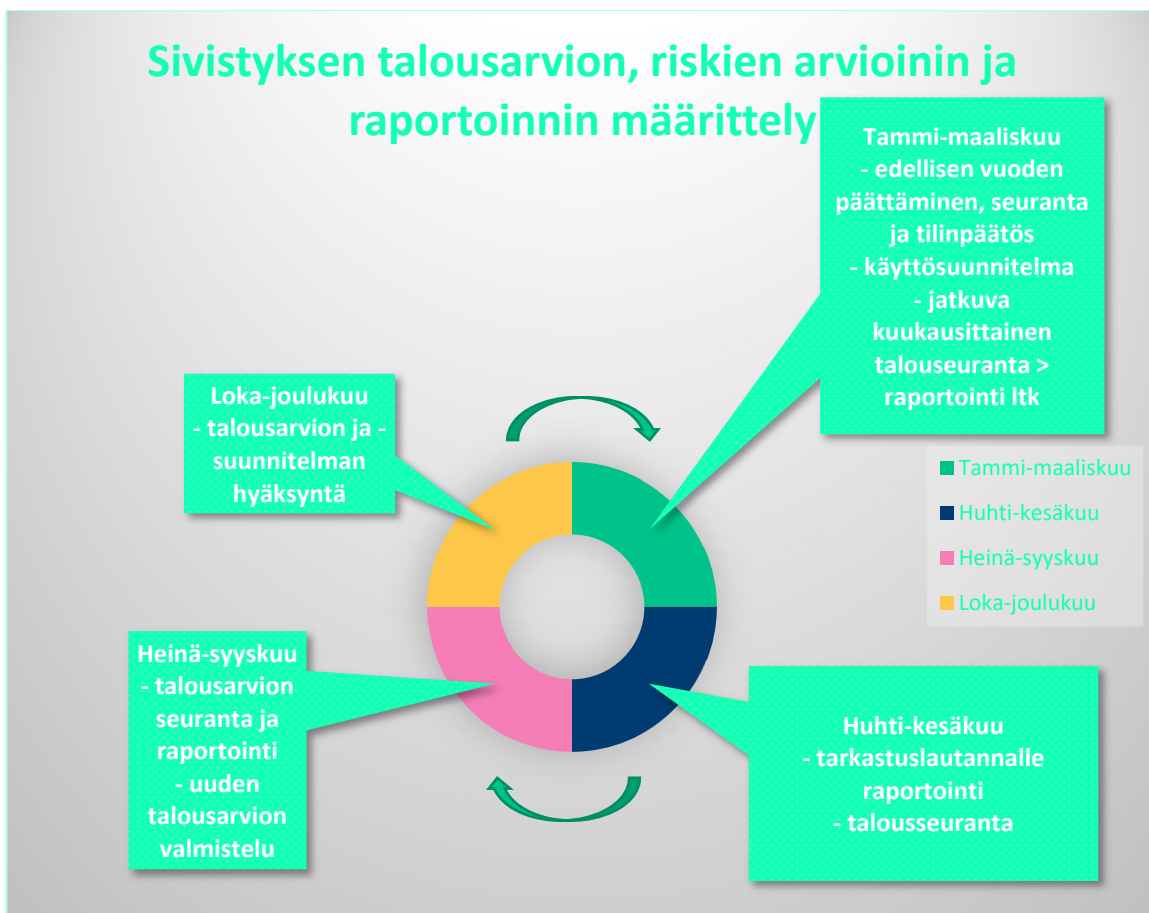 Sivistyksen talousarvion, riskien arvioinin ja
raportoinnin määrittely
Tammi-maaliskuu
- edellisen vuoden
päättäminen, seuranta
ja tilinpäätös
- käyttösuunnitelma
- jatkuva
kuukausittainen
talouseuranta >
raportointi ltk
Loka-joulukuu
- talousarvion ja -
suunnitelman
hyäksyntä
Tammi-maaliskuu
Huhti-kesäkuu
Heinä-syyskuu
Loka-joulukuu
Heinä-syyskuu
- talousarvion
seuranta ja
raportointi
- uuden
talousarvion
valmistelu
Huhti-kesäkuu
- tarkastuslautannalle
raportointi
- talousseuranta